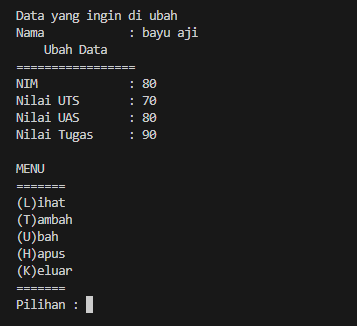 Data yang ingin di ubah
Nama            : bayu aji
    Ubah Data
=================
NIM             : 80
Nilai UTS       : 70
Nilai UAS       : 80
Nilai Tugas     : 90

MENU
=======
(L)ihat
(T)ambah
(U)bah
(H)apus
(K)eluar
=======
Pilihan :